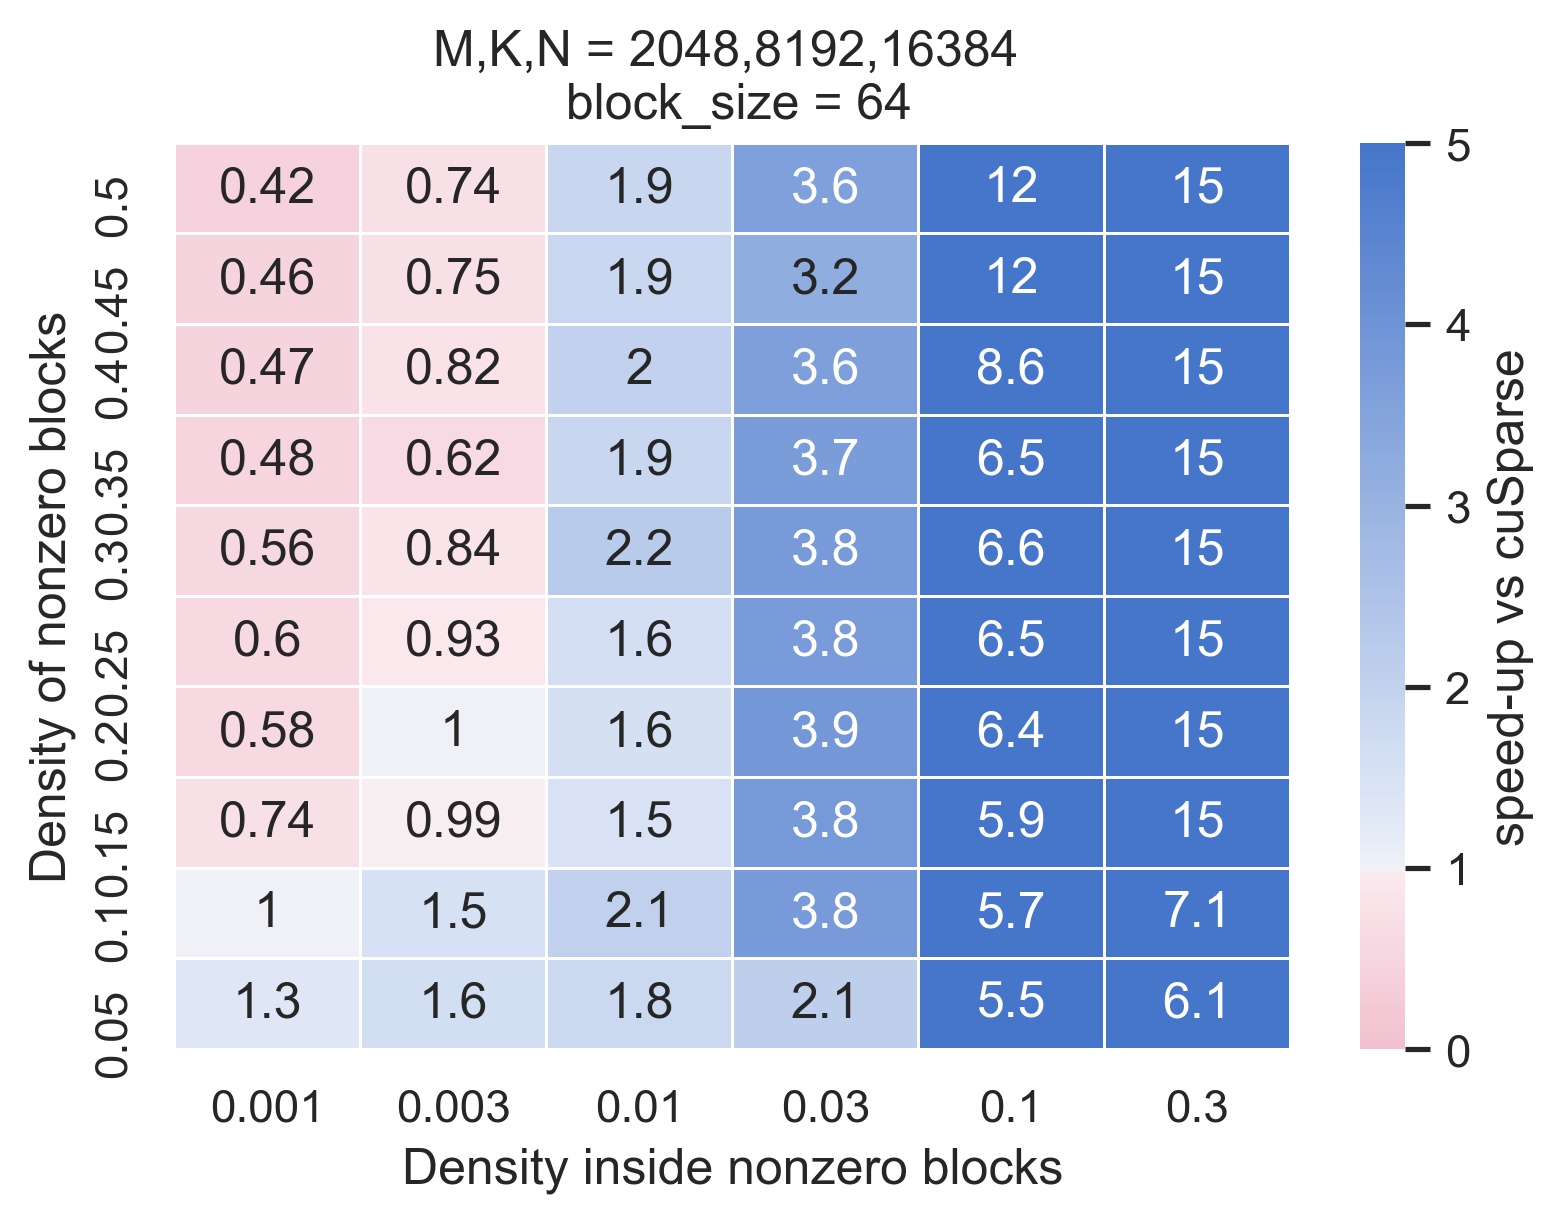 M,K,N = 2048,8192,16384
block_size = 64
Density of nonzero blocks
0.5 0.42 0.74 1.9 3.6 12 15
0.45 0.46 0.75 1.9 3.2 12 15
0.4 0.47 0.82 2 3.6 8.6 15
0.35 0.48 0.62 1.9 3.7 6.5 15
0.3 0.56 0.84 2.2 3.8 6.6 15
0.25 0.6 0.93 1.6 3.8 6.5 15
0.2 0.58 1 1.6 3.9 6.4 15
0.15 0.74 0.99 1.5 3.8 5.9 15
0.1 1 1.5 2.1 3.8 5.7 7.1
0.05 1.3 1.6 1.8 2.1 5.5 6.1
0.001 0.003 0.01 0.03 0.1 0.3
Density inside nonzero blocks
5
4
3
2
1
0
speed-up vs cuSparse